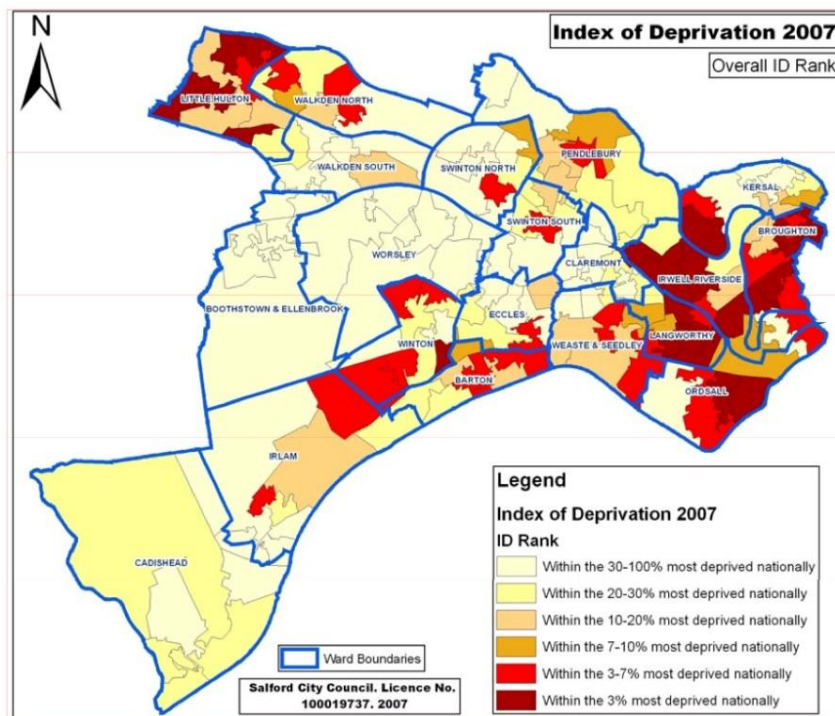 Index of Deprivation 2007
Overall ID Rank
N
LITTLE HULTON
WALKDEN NORTH
WALKDEN SOUTH
SWINTON NORTH
PENDLEBURY
KERSAL
SWINTON SOUTH
BROUGHTON
WORSLEY
CLAREMONT
IRWELL RIVERSIDE
BOOTHSTOWN & ELLENBROOK
ECCLES
WINTON
WEASTE & SEEDLEY
LANGWORTHY
BARTON
ORDSALL
IRLAM
CADISHEAD
Legend
Index of Deprivation 2007
ID Rank
Within the 30-100% most deprived nationally
Within the 20-30% most deprived nationally
Within the 10-20% most deprived nationally
Within the 7-10% most deprived nationally
Within the 3-7% most deprived nationally
Within the 3% most deprived nationally
Ward Boundaries
Salford City Council. Licence No.
100019737. 2007